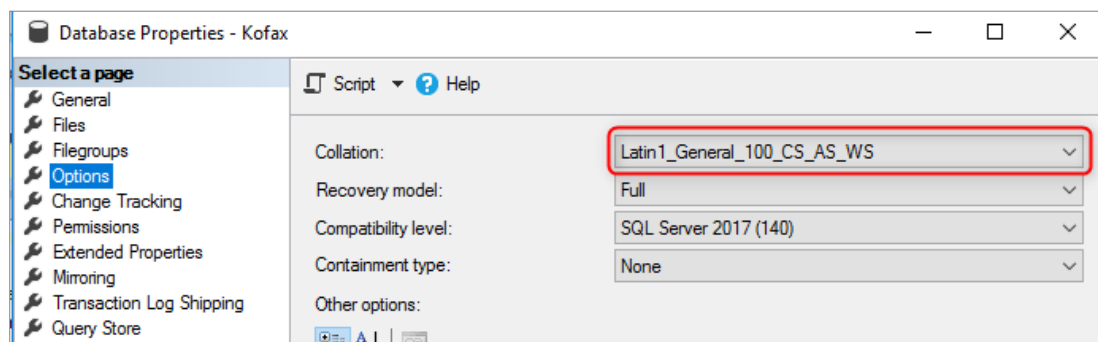 Database Properties - Kofax
Select a page
General
Files
Filegroups
Options
Change Tracking
Permissions
Extended Properties
Mirroring
Transaction Log Shipping
Query Store
Script Help
Collation: Latin1_General_100_CS_AS_WS
Recovery model: Full
Compatibility level: SQL Server 2017 (140)
Containment type: None
Other options: